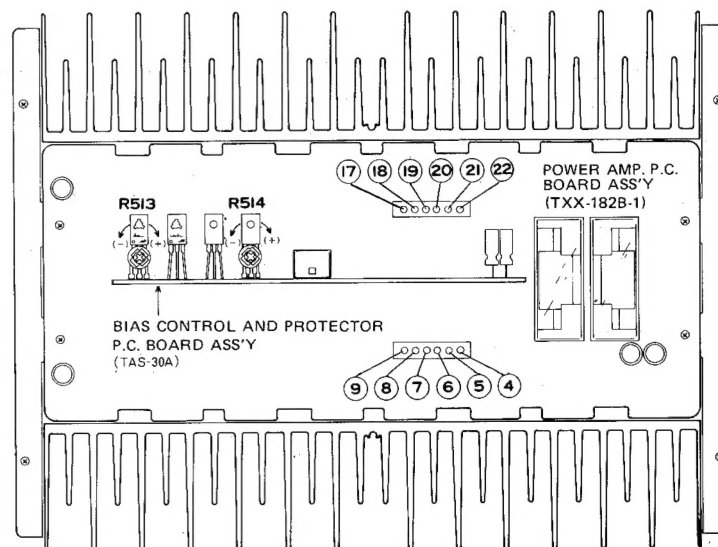 17 18 19 20 21 22
POWER AMP. P.C.
BOARD ASS'Y
(TXX-182B-1)
R513 R514
(-) (+) (-) (+)
BIAS CONTROL AND PROTECTOR
P.C. BOARD ASS'Y
(TAS-30A)
9 8 7 6 5 4